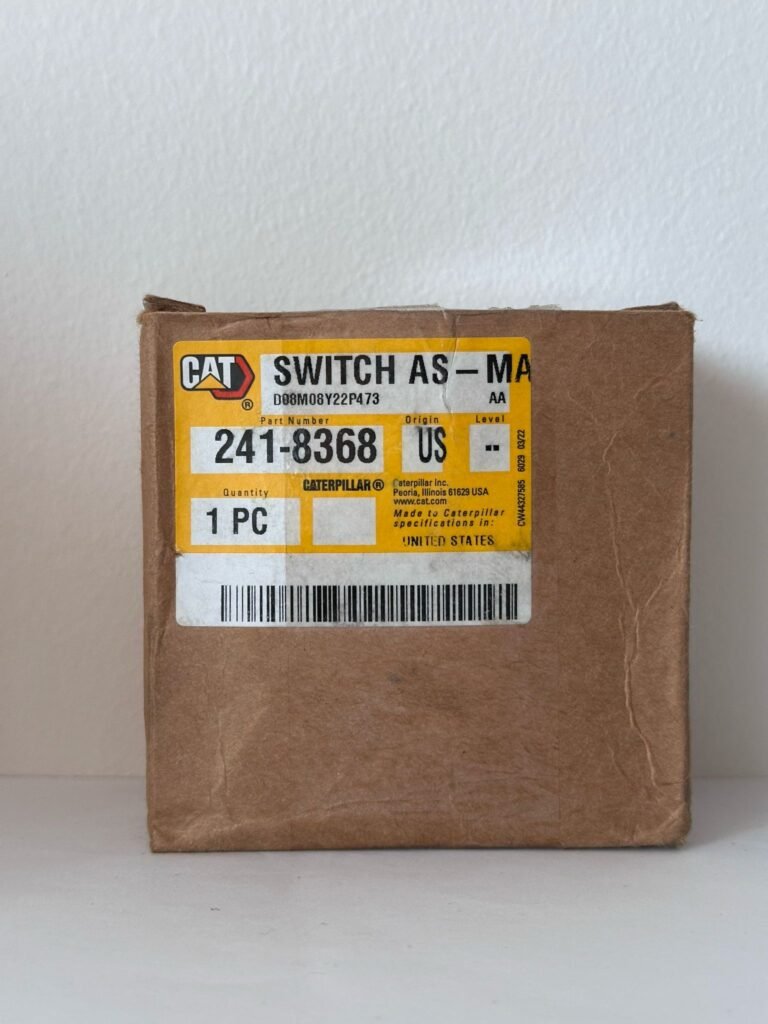 CAT®
SWITCH AS-MA
D08M08Y22P473 AA
Part Number Origin Level
241-8368 US --
Quantity
CATERPILLAR®
1 PC
Caterpillar Inc.
Peoria, Illinois 61629 USA
www.cat.com
Made to Caterpillar
specifications in:
UNITED STATES
CW44327585 6029 03/22